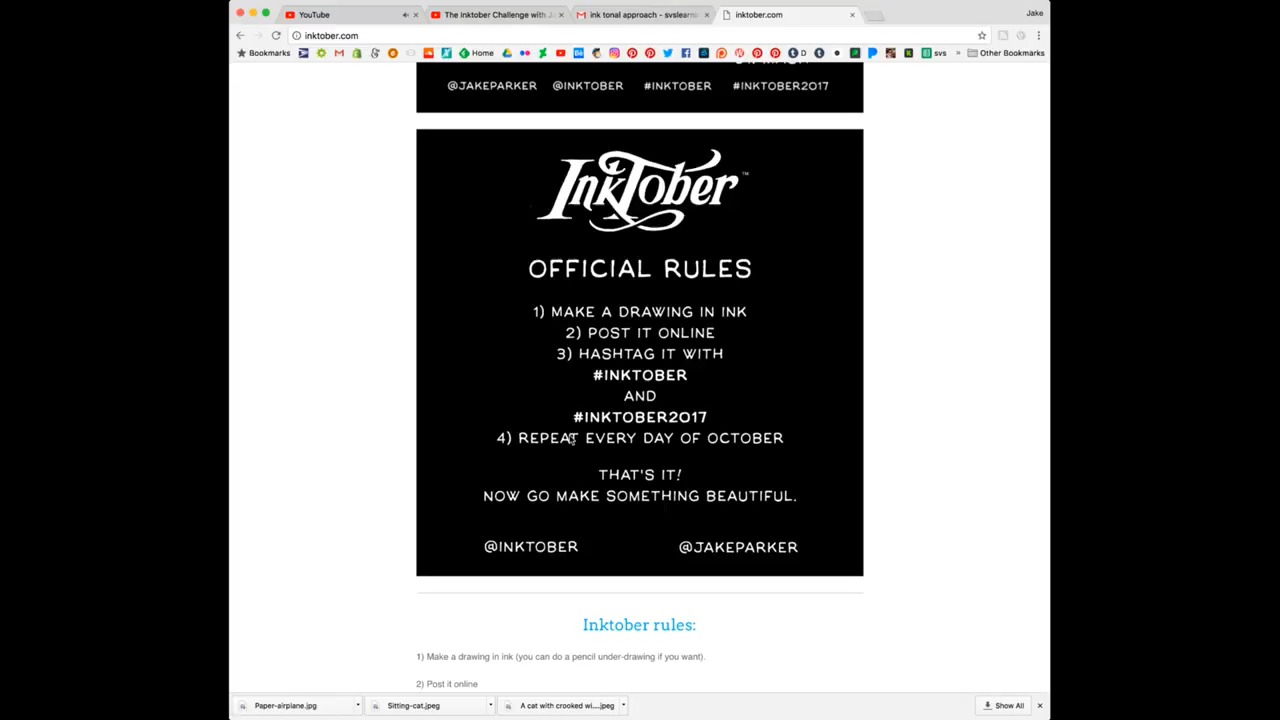 YouTube
The Inktober Challenge with J
ink tonal approach - svslearni
inktober.com
Jake
inktober.com
Bookmarks
Home
D
svs
»
Other Bookmarks
@JAKEPARKER @INKTOBER #INKTOBER #INKTOBER2017
INKTOBER™
OFFICIAL RULES
1) MAKE A DRAWING IN INK
2) POST IT ONLINE
3) HASHTAG IT WITH
#INKTOBER
AND
#INKTOBER2017
4) REPEAT EVERY DAY OF OCTOBER
THAT'S IT!
NOW GO MAKE SOMETHING BEAUTIFUL.
@INKTOBER @JAKEPARKER
Inktober rules:
1) Make a drawing in ink (you can do a pencil under-drawing if you want).
2) Post it online
Paper-airplane.jpg
Sitting-cat.jpeg
A cat with crooked wi....jpeg
Show All